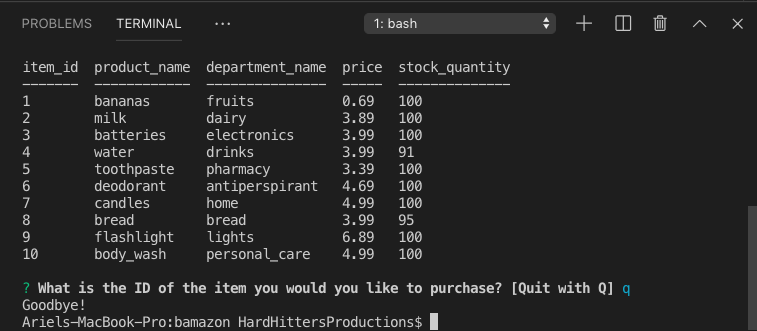 PROBLEMS TERMINAL ··· 1: bash
item_id product_name department_name price stock_quantity
------- ------------ --------------- ----- --------------
1 bananas fruits 0.69 100
2 milk dairy 3.89 100
3 batteries electronics 3.99 100
4 water drinks 3.99 91
5 toothpaste pharmacy 3.39 100
6 deodorant antiperspirant 4.69 100
7 candles home 4.99 100
8 bread bread 3.99 95
9 flashlight lights 6.89 100
10 body_wash personal_care 4.99 100
? What is the ID of the item you would you like to purchase? [Quit with Q] q
Goodbye!
Ariels-MacBook-Pro:bamazon HardHittersProductions$